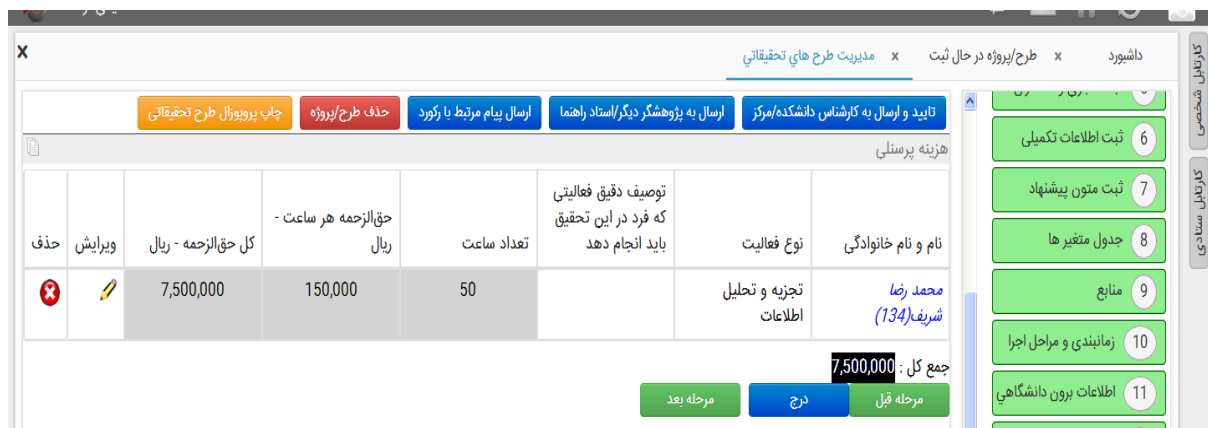 داشبورد
طرح/پروژه در حال ثبت x
مدیریت طرح هاي تحقیقاتي x
X
کارتابل شخصی
کارتابل ستادی
تایید و ارسال به کارشناس دانشکده/مرکز
ارسال به پژوهشگر دیگر/استاد راهنما
ارسال پیام مرتبط با رکورد
حذف طرح/پروژه
چاپ پروپوزال طرح تحقیقاتی
هزینه پرسنلی
6 ثبت اطلاعات تکمیلی
7 ثبت متون پیشنهاد
8 جدول متغیر ها
9 منابع
10 زمانبندی و مراحل اجرا
11 اطلاعات برون دانشگاهي
نام و نام خانوادگی
نوع فعالیت
توصیف دقیق فعالیتی
که فرد در این تحقیق
باید انجام دهد
تعداد ساعت
حق‌الزحمه هر ساعت -
ریال
کل حق‌الزحمه - ریال
ویرایش
حذف
محمد رضا
شریف(134)
تجزیه و تحلیل
اطلاعات
50
150,000
7,500,000
جمع کل : 7,500,000
مرحله قبل
درج
مرحله بعد